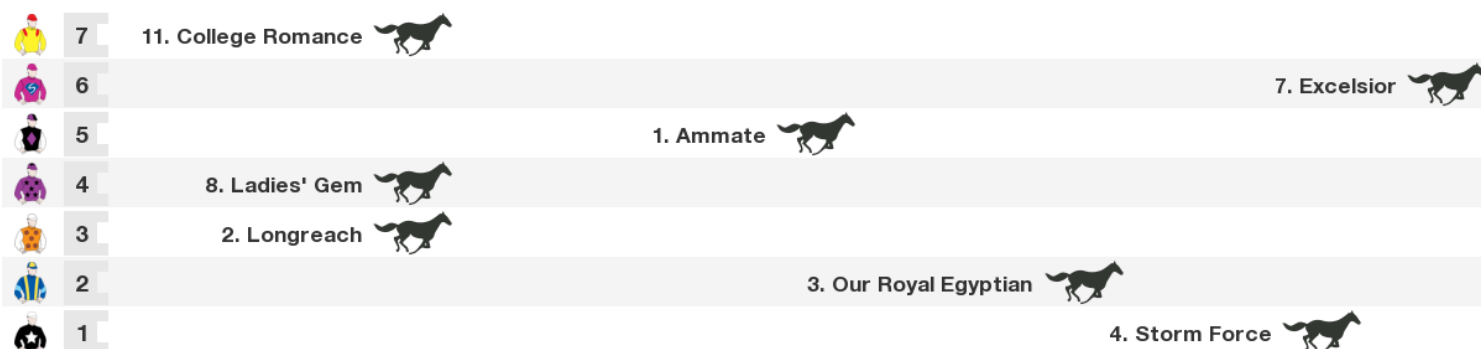 7 11. College Romance
6 7. Excelsior
5 1. Ammate
4 8. Ladies' Gem
3 2. Longreach
2 3. Our Royal Egyptian
1 4. Storm Force